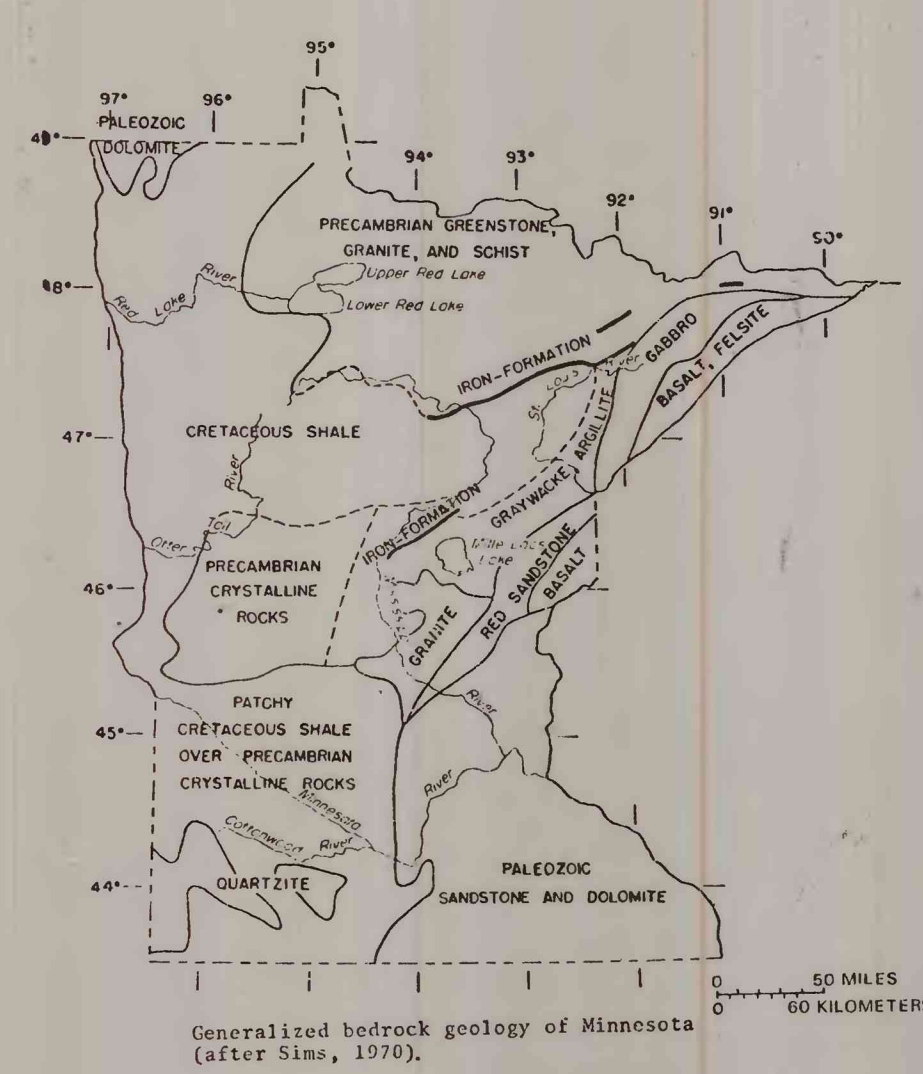 95°
97° 96°
PALEOZOIC
DOLOMITE
49°
94° 93°
92°
91°
90°
PRECAMBRIAN GREENSTONE,
GRANITE, AND SCHIST
Upper Red Lake
Lower Red Lake
48°
Red Lake River
IRON-FORMATION
GABBRO
BASALT, FELSITE
St. Louis River
ARGILLITE
47°
CRETACEOUS SHALE
River
Otter Tail
GRAYWACKE
IRON-FORMATION
Mille Lacs
Lake
RED SANDSTONE
BASALT
46°
PRECAMBRIAN
CRYSTALLINE
ROCKS
GRANITE
River
45°
PATCHY
CRETACEOUS SHALE
OVER PRECAMBRIAN
CRYSTALLINE ROCKS
Minnesota
River
Cottonwood River
44°
QUARTZITE
PALEOZOIC
SANDSTONE AND DOLOMITE
0 50 MILES
0 60 KILOMETERS
Generalized bedrock geology of Minnesota
(after Sims, 1970).